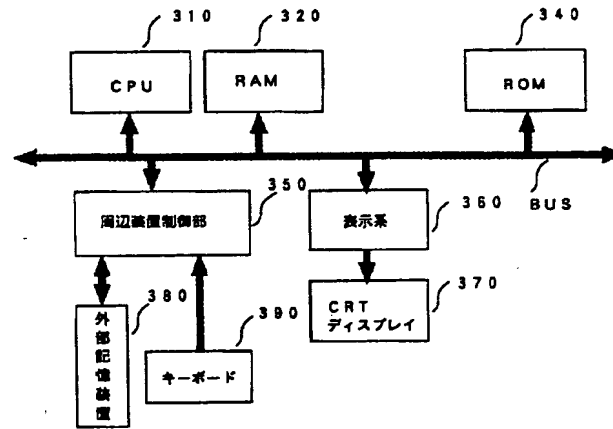 310
320
340
CPU
RAM
ROM
BUS
350
360
周辺装置制御部
表示系
370
380
390
CRT
ディスプレイ
外部記憶装置
キーボード